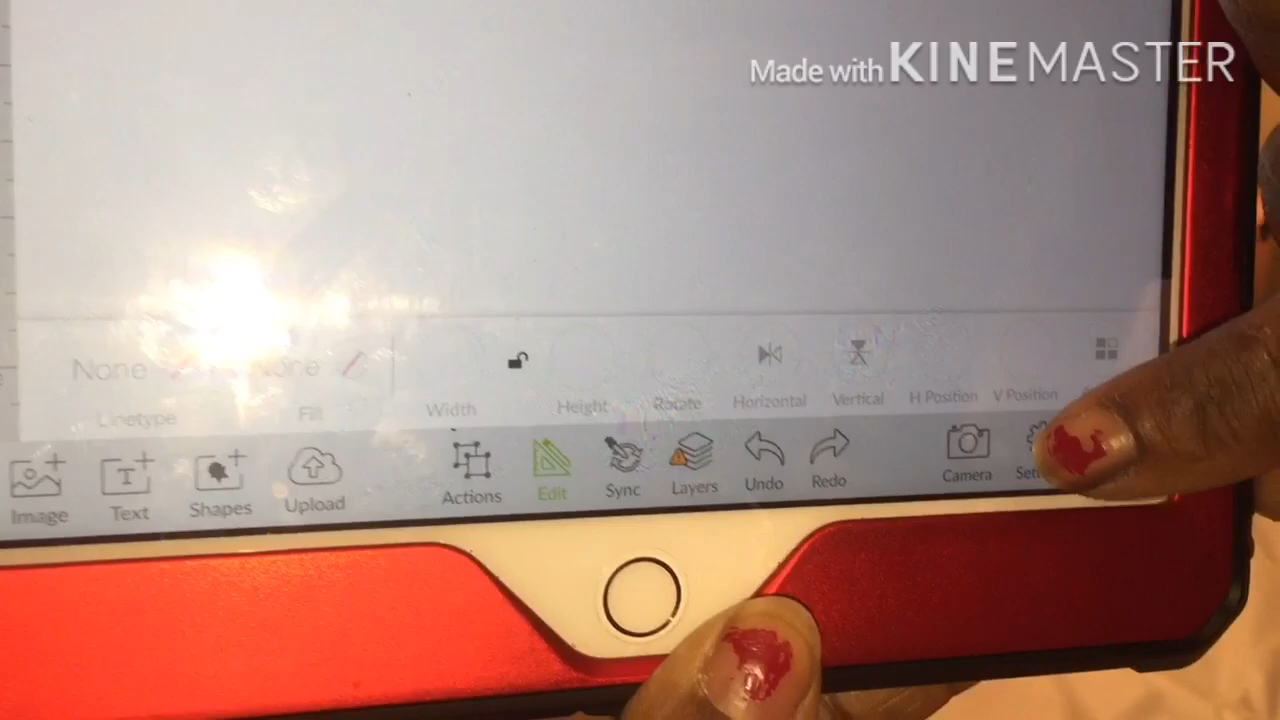 Made with KINEMASTER
None None
Linetype Fill Width Height Rotate Horizontal Vertical H Position V Position
Image Text Shapes Upload Actions Edit Sync Layers Undo Redo Camera